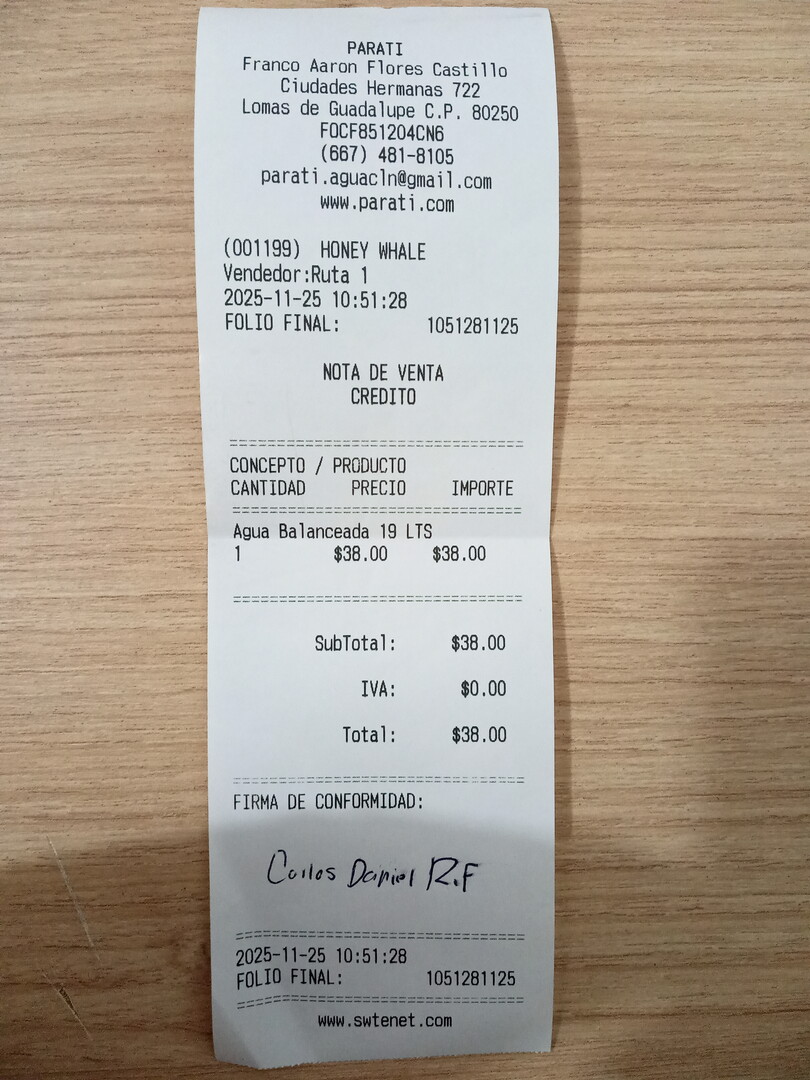 PARATI
Franco Aaron Flores Castillo
Ciudades Hermanas 722
Lomas de Guadalupe C.P. 80250
FOCF851204CN6
(667) 481-8105
parati.aguacln@gmail.com
www.parati.com
(001199) HONEY WHALE
Vendedor:Ruta 1
2025-11-25 10:51:28
FOLIO FINAL: 1051281125
NOTA DE VENTA
CREDITO
===============================
CONCEPTO / PRODUCTO
CANTIDAD PRECIO IMPORTE
===============================
Agua Balanceada 19 LTS
1 $38.00 $38.00
===============================
SubTotal: $38.00
IVA: $0.00
Total: $38.00
===============================
FIRMA DE CONFORMIDAD:
Carlos Daniel R.F
===============================
2025-11-25 10:51:28
FOLIO FINAL: 1051281125
===============================
www.swtenet.com